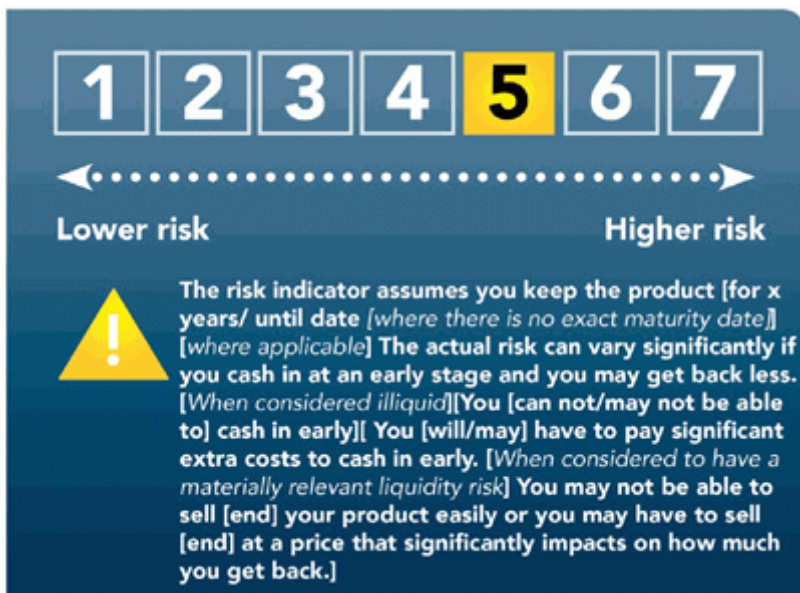 1 2 3 4 5 6 7
Lower risk Higher risk
!
The risk indicator assumes you keep the product [for x
years/ until date [where there is no exact maturity date]]
[where applicable] The actual risk can vary significantly if
you cash in at an early stage and you may get back less.
[When considered illiquid][You [can not/may not be able
to] cash in early][ You [will/may] have to pay significant
extra costs to cash in early. [When considered to have a
materially relevant liquidity risk] You may not be able to
sell [end] your product easily or you may have to sell
[end] at a price that significantly impacts on how much
you get back.]